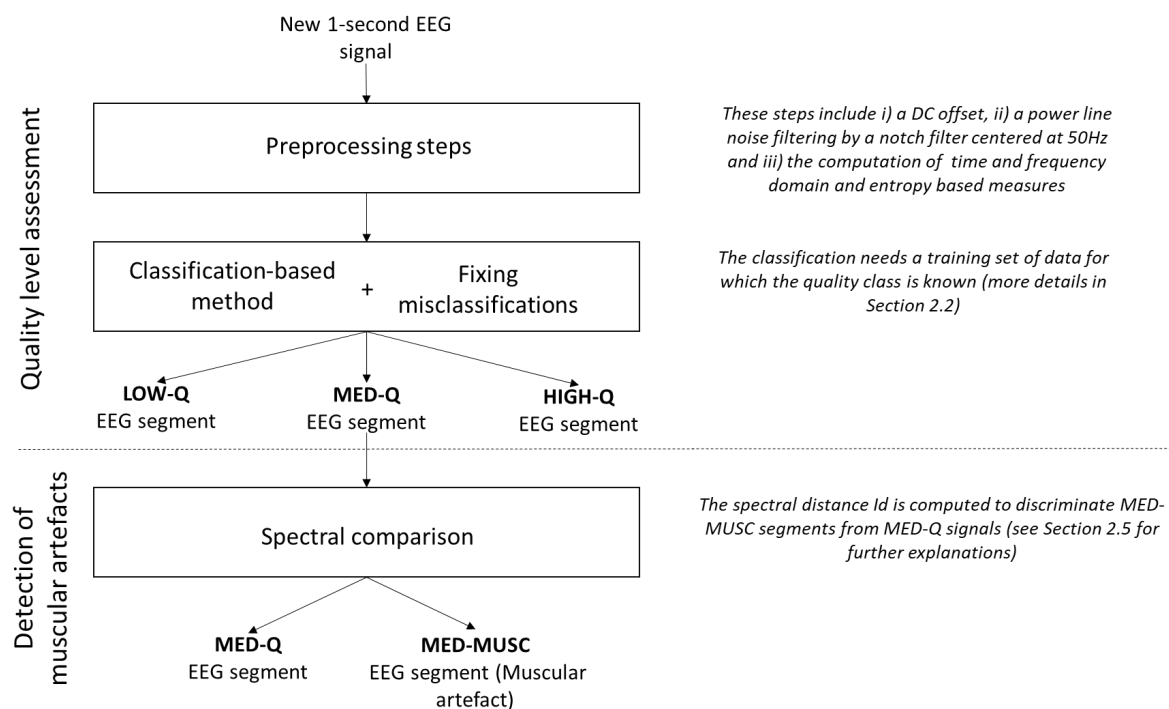 New 1-second EEG
signal
Quality level assessment
Preprocessing steps
These steps include i) a DC offset, ii) a power line
noise filtering by a notch filter centered at 50Hz
and iii) the computation of time and frequency
domain and entropy based measures
Classification-based
method
+
Fixing
misclassifications
The classification needs a training set of data for
which the quality class is known (more details in
Section 2.2)
LOW-Q
EEG segment
MED-Q
EEG segment
HIGH-Q
EEG segment
Detection of
muscular artefacts
Spectral comparison
The spectral distance Id is computed to discriminate MED-
MUSC segments from MED-Q signals (see Section 2.5 for
further explanations)
MED-Q
EEG segment
MED-MUSC
EEG segment (Muscular
artefact)